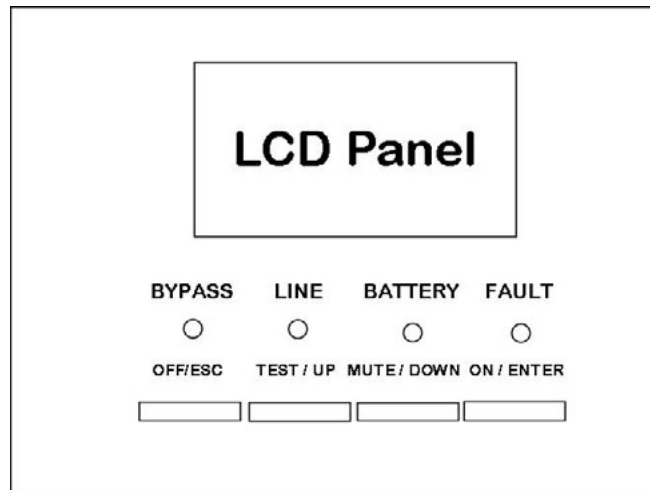 LCD Panel
BYPASS LINE BATTERY FAULT
OFF/ESC TEST / UP MUTE / DOWN ON / ENTER